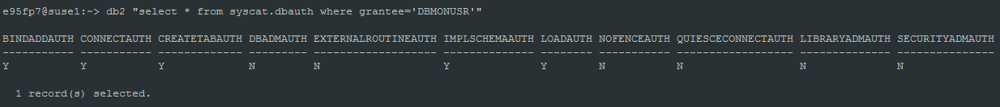 e95fp7@suse1:~> db2 "select * from syscat.dbauth where grantee='DBMONUSR'"
BINDADDAUTH CONNECTAUTH CREATETABAUTH DBADMAUTH EXTERNALROUTINEAUTH IMPLSCHEMAAUTH LOADAUTH NOFENCEAUTH QUIESCECONNECTAUTH LIBRARYADMAUTH SECURITYADMAUTH
----------- ----------- ------------- --------- ------------------- -------------- -------- ----------- ------------------ -------------- ---------------
Y           Y           Y             N         N                   Y              Y        N           N                  N              N
1 record(s) selected.